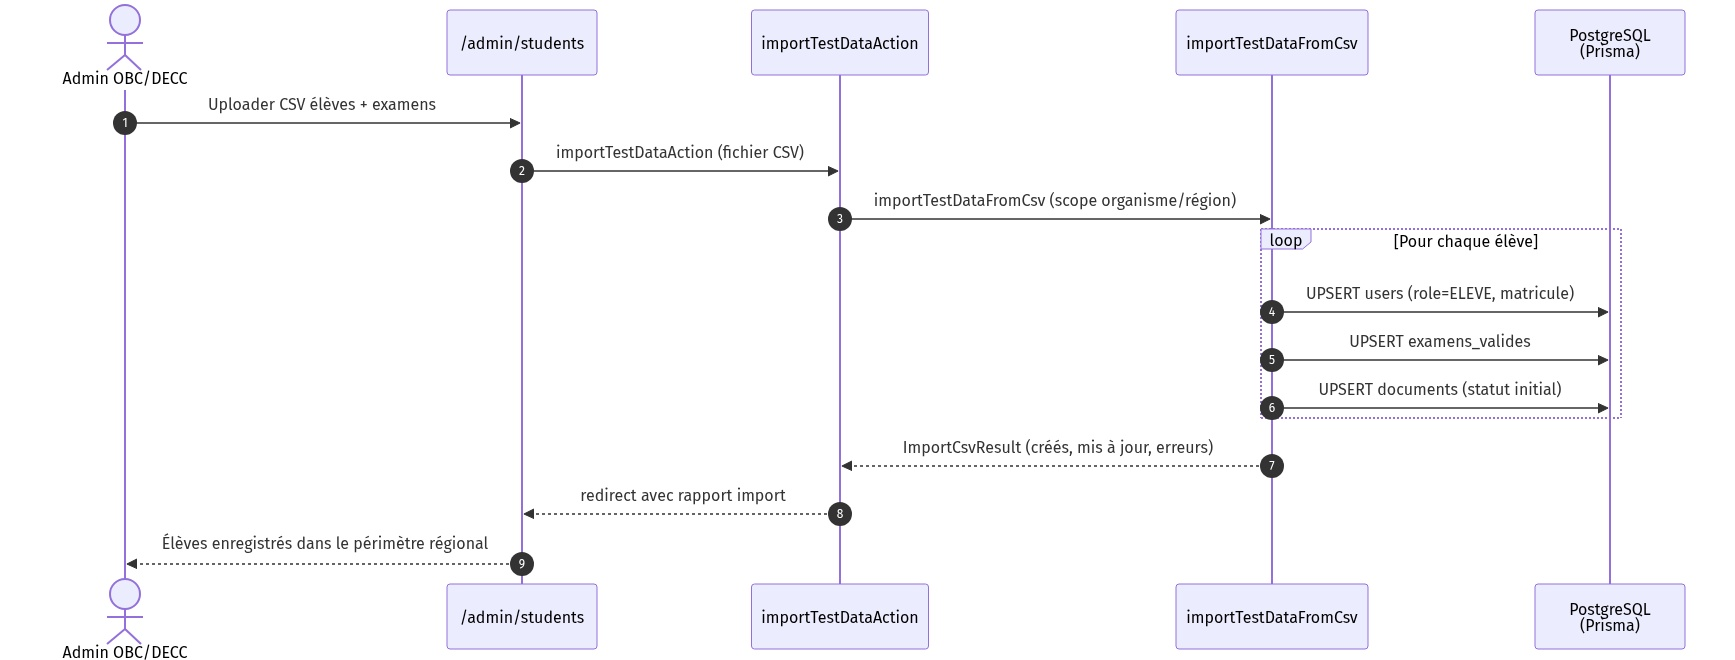 /admin/students
importTestDataAction
importTestDataFromCsv
PostgreSQL
(Prisma)
Admin OBC/DECC
Uploader CSV élèves + examens
1
importTestDataAction (fichier CSV)
2
importTestDataFromCsv (scope organisme/région)
3
loop
[Pour chaque élève]
UPSERT users (role=ELEVE, matricule)
4
UPSERT examens_valides
5
UPSERT documents (statut initial)
6
ImportCsvResult (créés, mis à jour, erreurs)
7
redirect avec rapport import
8
Élèves enregistrés dans le périmètre régional
9
/admin/students
importTestDataAction
importTestDataFromCsv
PostgreSQL
(Prisma)
Admin OBC/DECC